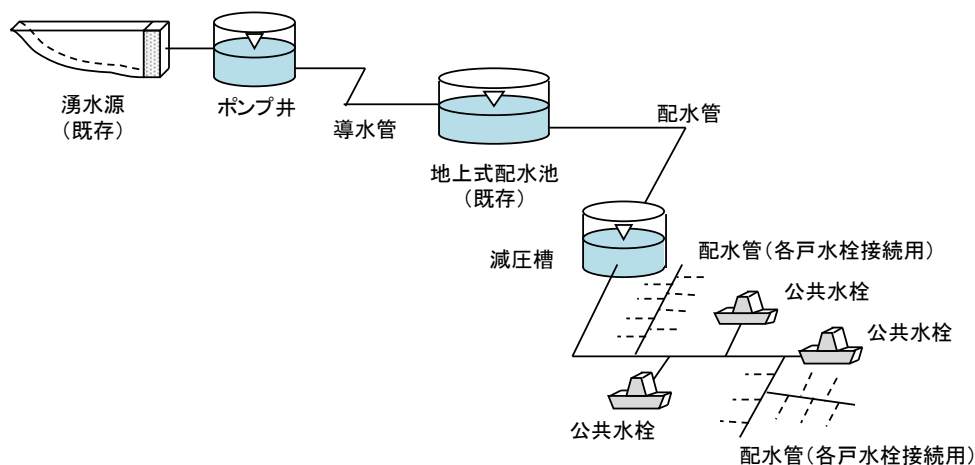 湧水源
（既存）
ポンプ井
導水管
地上式配水池
（既存）
配水管
減圧槽
配水管（各戸水栓接続用）
公共水栓
公共水栓
公共水栓
配水管（各戸水栓接続用）